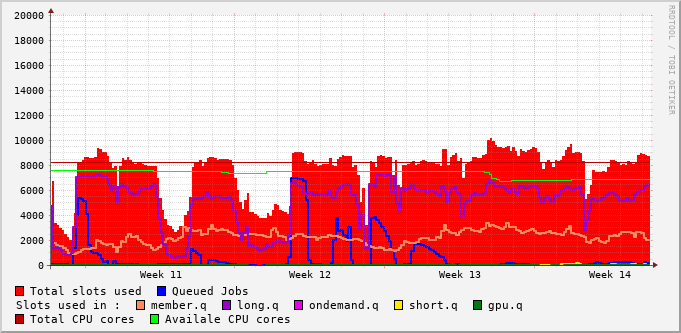 20000
18000
16000
14000
12000
10000
8000
6000
4000
2000
0
Week 11 Week 12 Week 13 Week 14
RRDTOOL / TOBI OETIKER
Total slots used Queued Jobs
Slots used in : member.q long.q ondemand.q short.q gpu.q
Total CPU cores Availale CPU cores